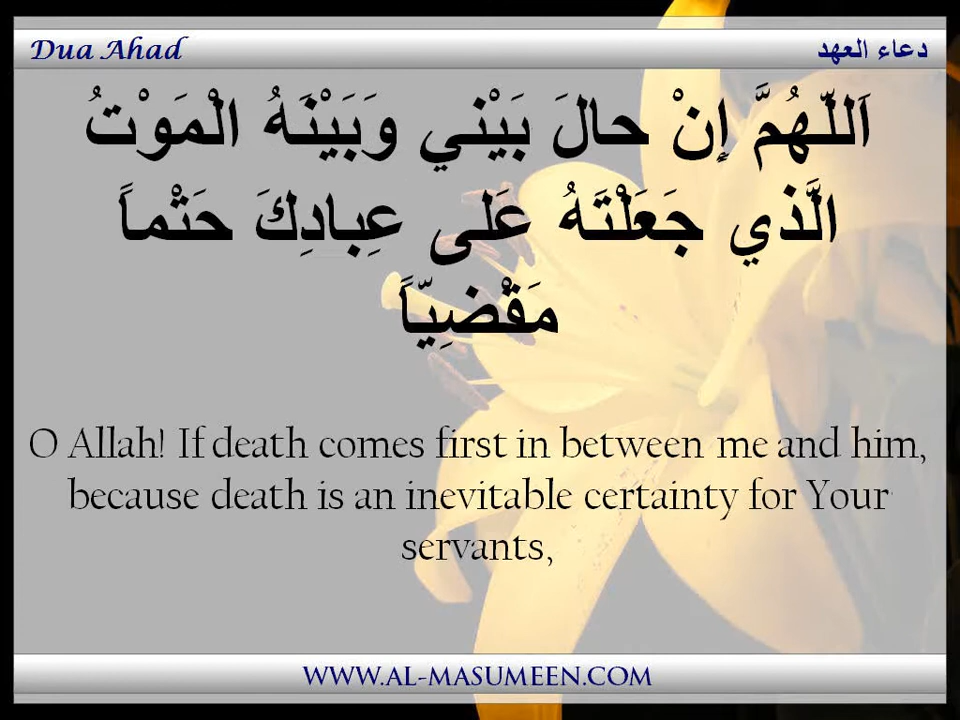 Dua Ahad
دعاء العهد
اَللّهُمَّ إِنْ حالَ بَيْني وَبَيْنَهُ الْمَوْتُ
الَّذي جَعَلْتَهُ عَلى عِبادِكَ حَتْماً
مَقْضِيّاً
O Allah! If death comes first in between me and him,
because death is an inevitable certainty for Your
servants,
WWW.AL-MASUMEEN.COM